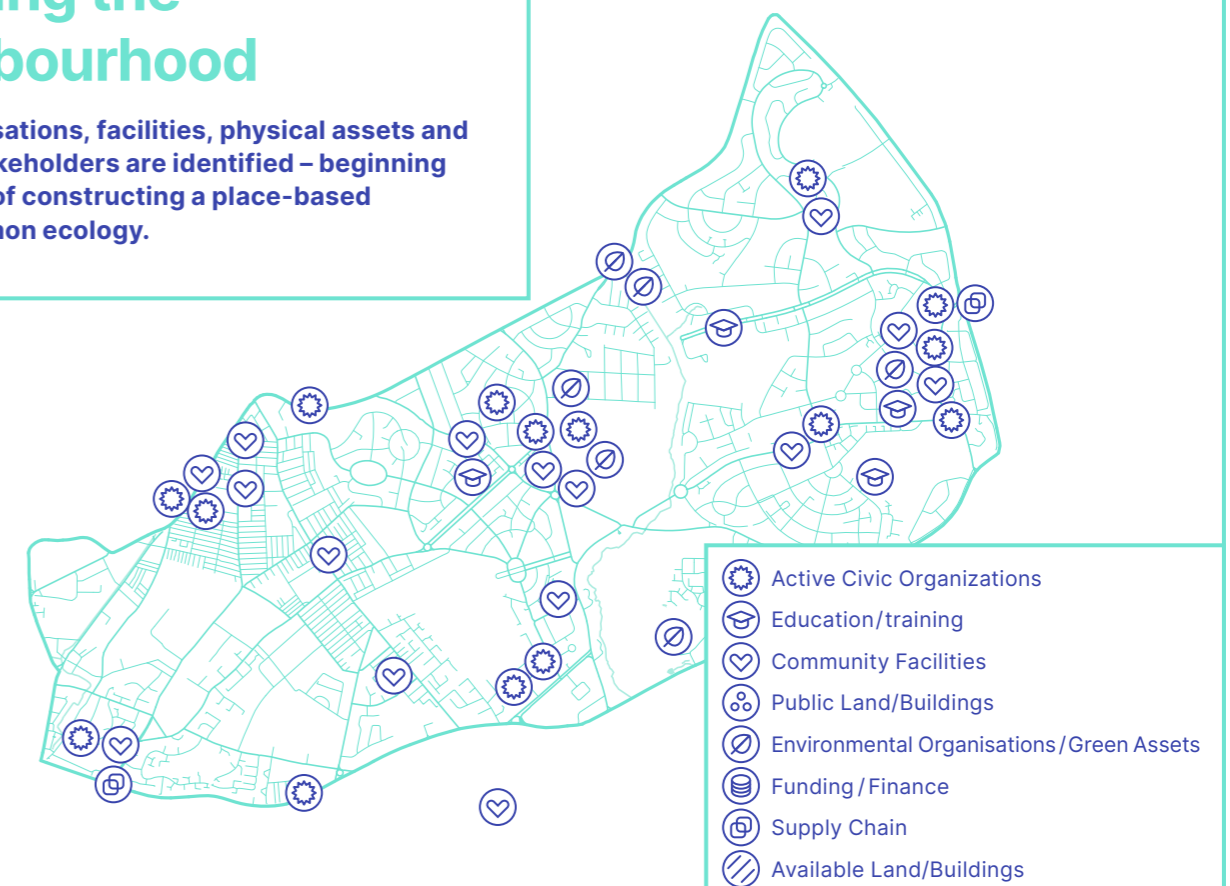 ing the
bourhood
sations, facilities, physical assets and
keholders are identified – beginning
of constructing a place-based
non ecology.
Active Civic Organizations
Education/training
Community Facilities
Public Land/Buildings
Environmental Organisations/Green Assets
Funding/Finance
Supply Chain
Available Land/Buildings